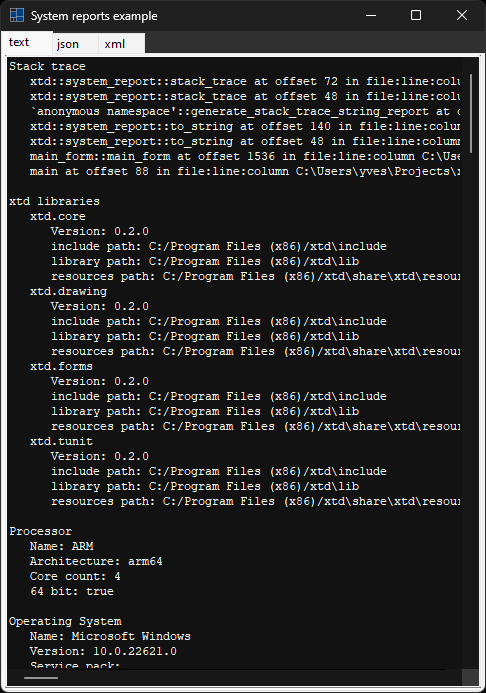 System reports example
text json xml
Stack trace
xtd::system_report::stack_trace at offset 72 in file:line:colu
xtd::system_report::stack_trace at offset 48 in file:line:colu
`anonymous namespace'::generate_stack_trace_string_report at o
xtd::system_report::to_string at offset 140 in file:line:colum
xtd::system_report::to_string at offset 48 in file:line:column
main_form::main_form at offset 1536 in file:line:column C:\Use
main at offset 88 in file:line:column C:\Users\yves\Projects\x
xtd libraries
xtd.core
Version: 0.2.0
include path: C:/Program Files (x86)/xtd\include
library path: C:/Program Files (x86)/xtd\lib
resources path: C:/Program Files (x86)/xtd\share\xtd\resour
xtd.drawing
Version: 0.2.0
include path: C:/Program Files (x86)/xtd\include
library path: C:/Program Files (x86)/xtd\lib
resources path: C:/Program Files (x86)/xtd\share\xtd\resour
xtd.forms
Version: 0.2.0
include path: C:/Program Files (x86)/xtd\include
library path: C:/Program Files (x86)/xtd\lib
resources path: C:/Program Files (x86)/xtd\share\xtd\resour
xtd.tunit
Version: 0.2.0
include path: C:/Program Files (x86)/xtd\include
library path: C:/Program Files (x86)/xtd\lib
resources path: C:/Program Files (x86)/xtd\share\xtd\resour
Processor
Name: ARM
Architecture: arm64
Core count: 4
64 bit: true
Operating System
Name: Microsoft Windows
Version: 10.0.22621.0
Service pack: